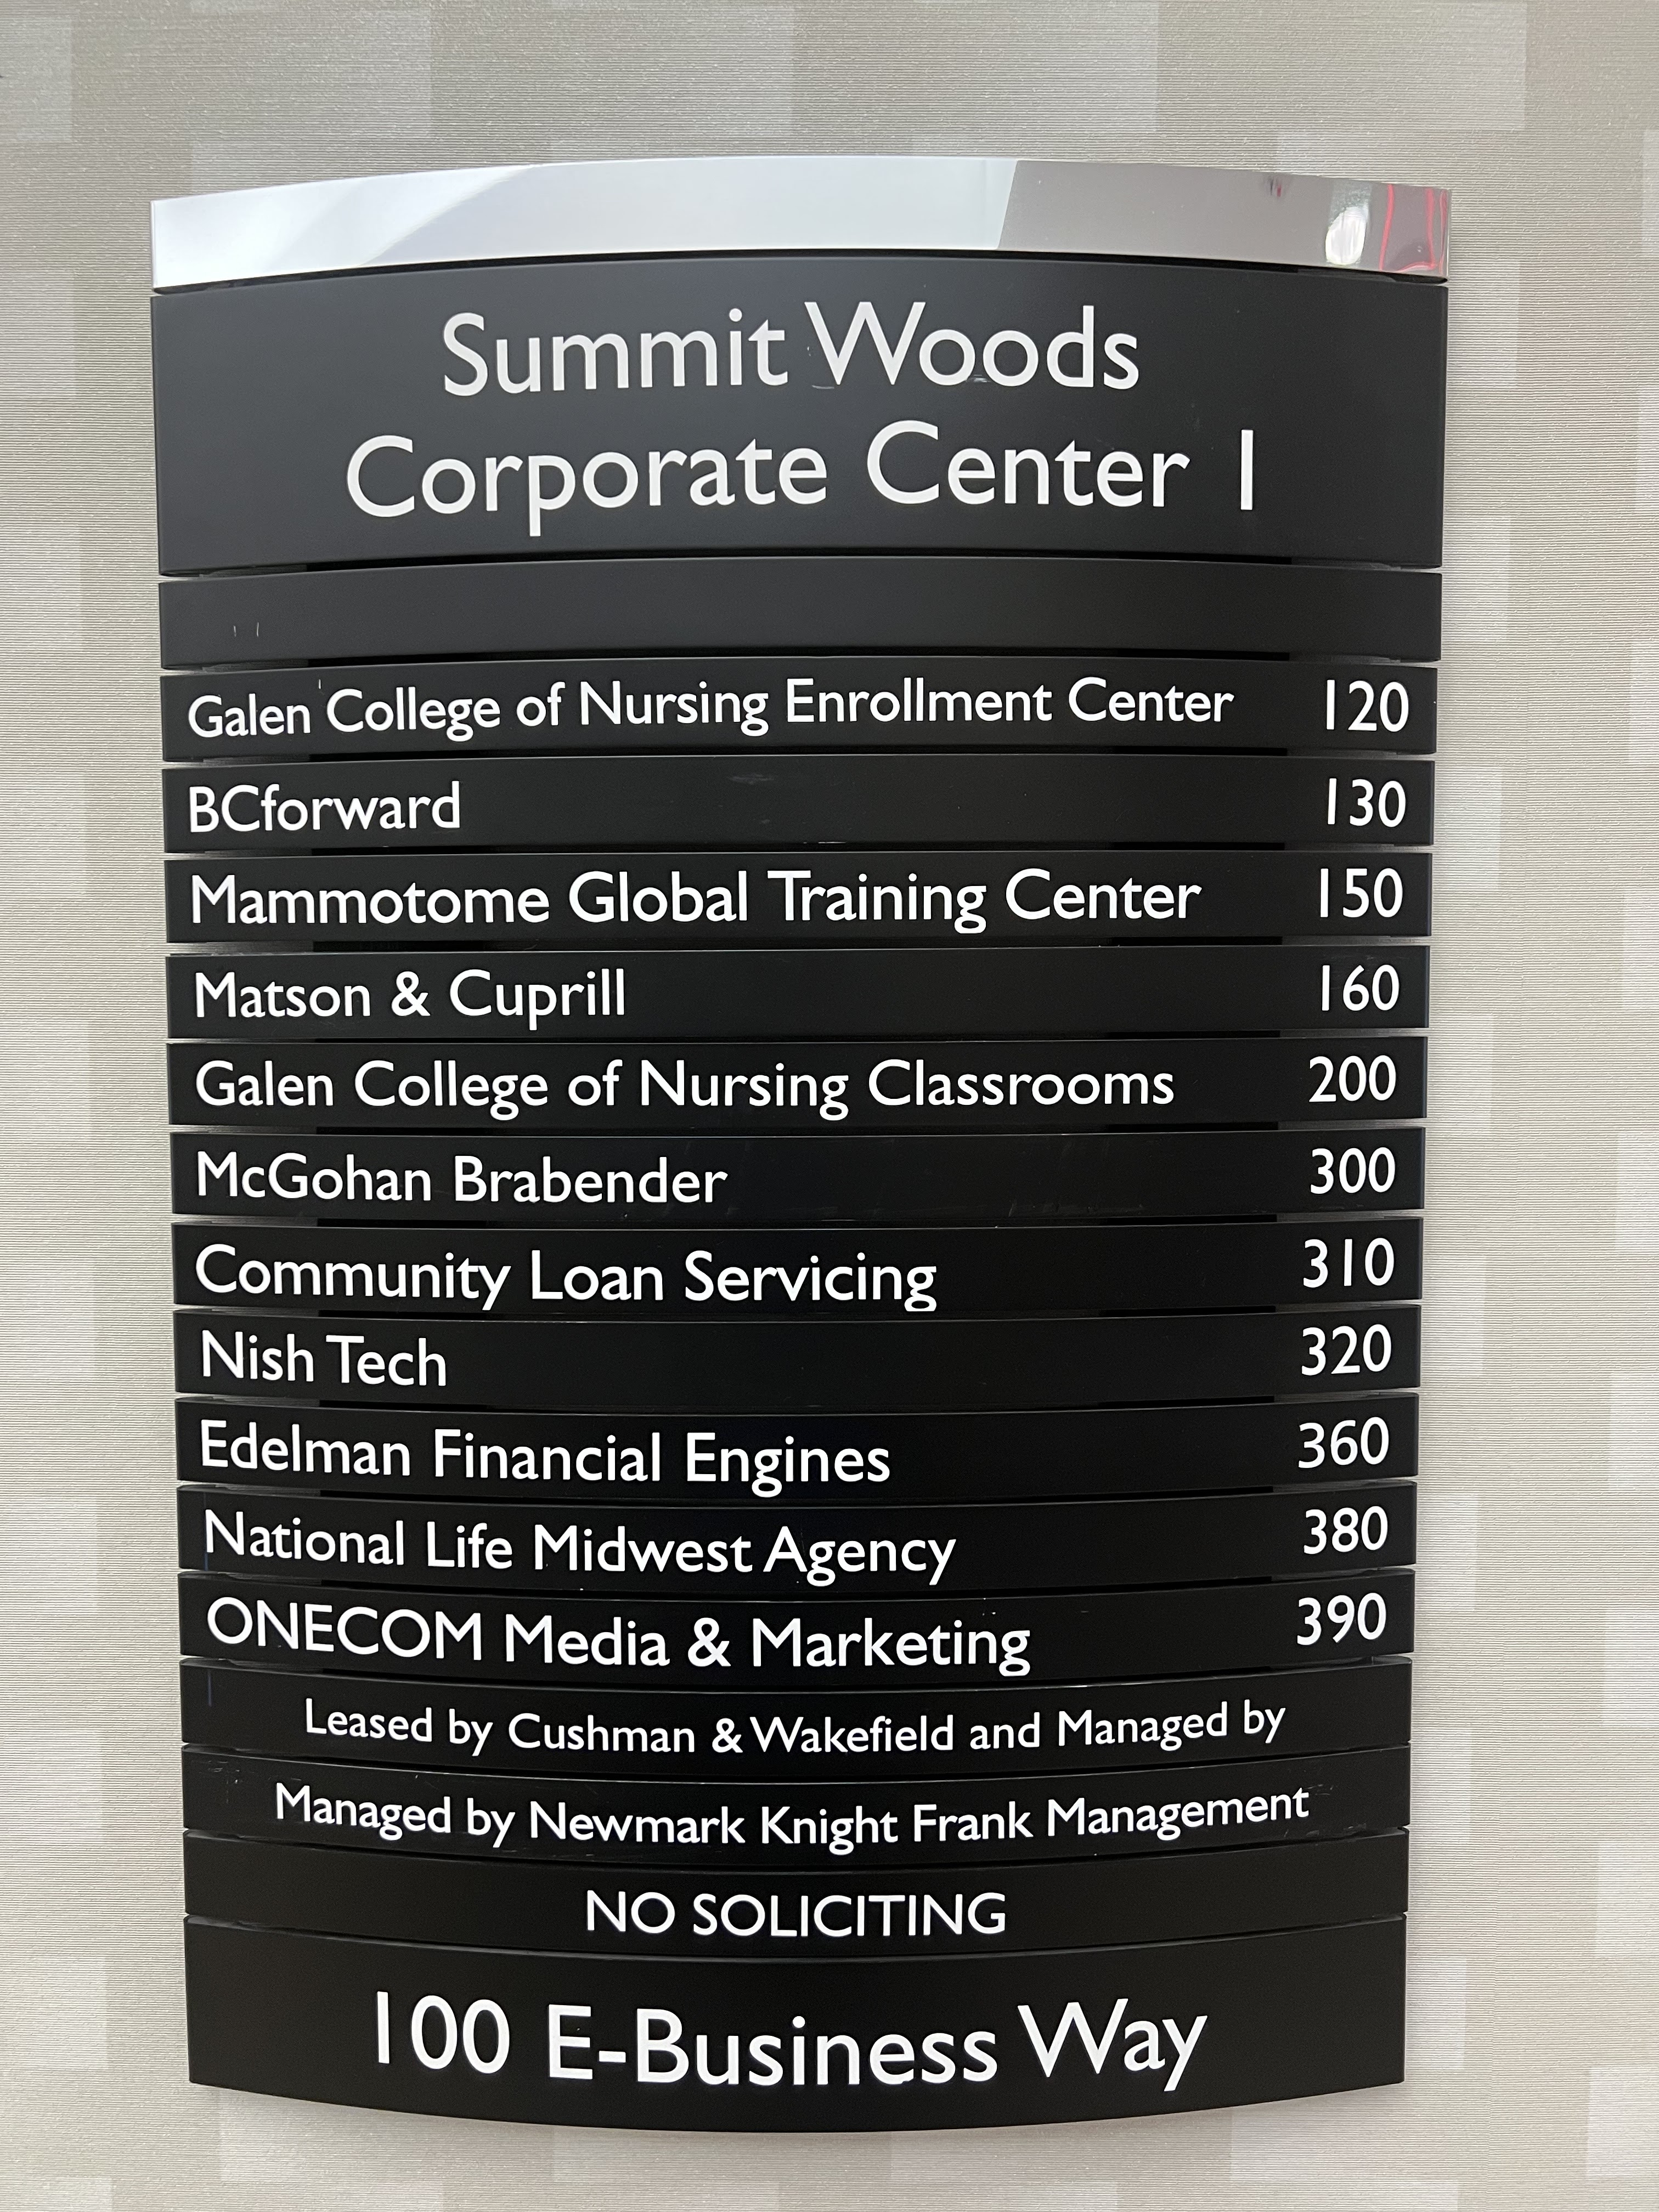 Summit Woods
Corporate Center 1
Galen College of Nursing Enrollment Center 120
BCforward 130
Mammotome Global Training Center 150
Matson & Cuprill 160
Galen College of Nursing Classrooms 200
McGohan Brabender 300
Community Loan Servicing 310
Nish Tech 320
Edelman Financial Engines 360
National Life Midwest Agency 380
ONECOM Media & Marketing 390
Leased by Cushman & Wakefield and Managed by
Managed by Newmark Knight Frank Management
NO SOLICITING
100 E-Business Way